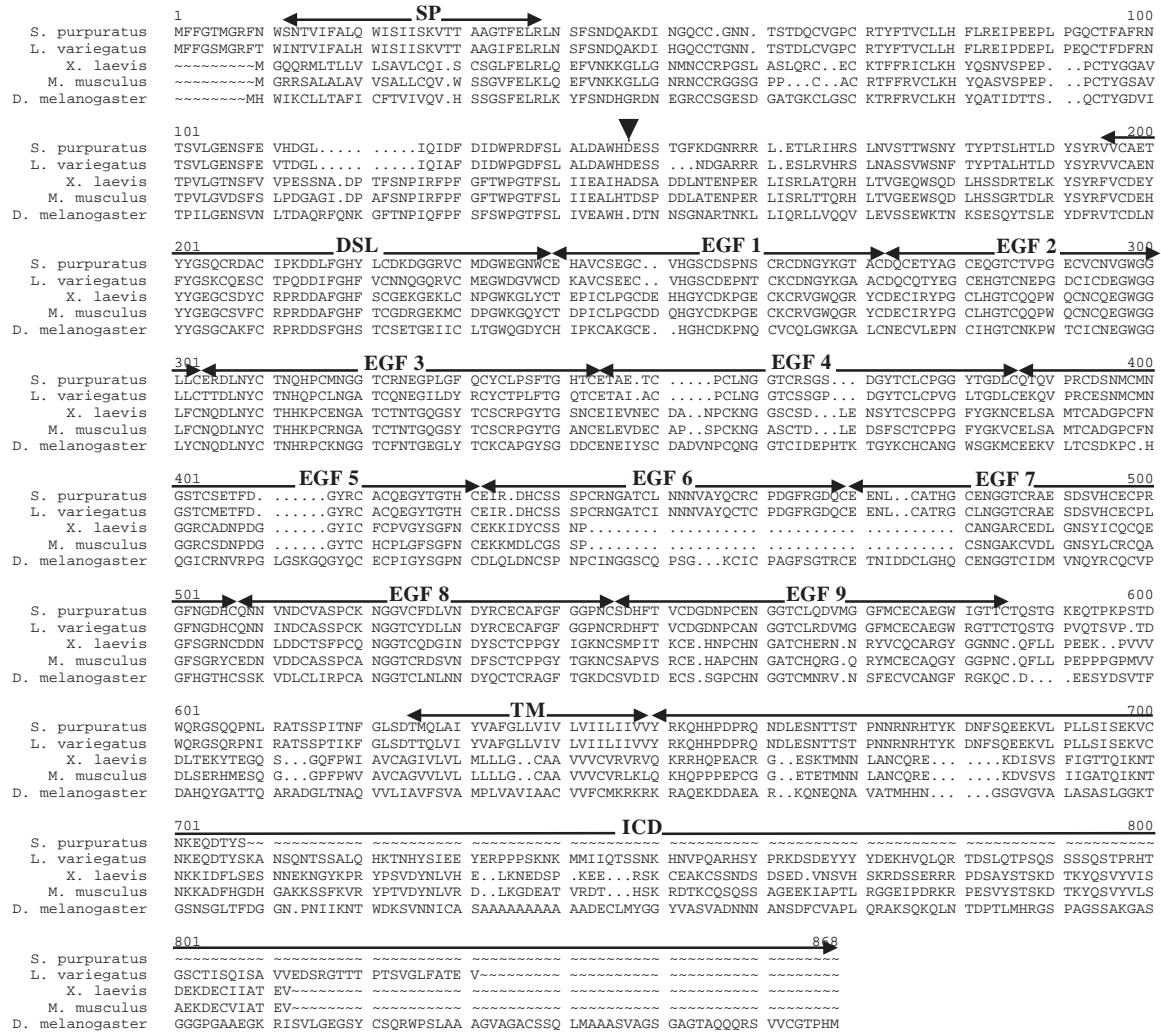 SP
1 100
S. purpuratus MFFGTMGRFN WSNTVIFALQ WISIISKVTT AAGTFELRLN SFSNDQAKDI NGQCC.GNN. TSTDQCVGPC RTYFTVCLLH FLREIPEEPL PGQCTFAFRN
L. variegatus MFFGSMGRFT WINTVIFALH WISIISKVTT AAGIFELRLN SFSNDQAKDI HGQCCTGNN. TSTDLCVGPC RTYFTVCLLH FLREIPDEPL PEQCTFDFRN
X. laevis ~~~~~~~~~M GQQRMLTLLV LSAVLCQI.S CSGLFELRLQ EFVNKKGLLG NMNCCRPGSG LASLQRC..EC KTFFRICLKH YQSNVSPEP. ..PCTYGGAV
M. musculus ~~~~~~~~~M GRRSALALAV VSALLCQV.W SSGVFELRLQ EFVNKKGLLG NRNCCRGGSG PP...C..AC RTFFRVCLKH YQASVSPEP. ..PCTYGSAV
D. melanogaster ~~~~~~~~MH WIKCLLTAFI CFTVIVQV.H SSGSFELRLK YFSNDHGRDN EGRCCSGESD GATGKCLGSC KTRFRVCLKH YQATIDTTS. ..QCTYGDVI
101 200
S. purpuratus TSVLGENSFE VHDGL..... .....IQIDF DIDWPRDFSL ALDAWHDESS TGFKDGNRRR L.ETLRIHRS LNVSTTWSNY TYPTSLHTLD YSYRVVCAET
L. variegatus TSVLGENSFE VTDGL..... .....IQIAF DIDWPGTFSL ALDAWHDESS ...NDGARRR L.ESLRVHRS LNASSVGWSNF TYPTALHTLD YSYRVVCAEN
X. laevis TPVLGTNSFV VPESSNA.DP TFSNPIRFPF GFTWPGTFSL IIEAIHADSA DDLNTENPER LISRLATQRH LTVGEQWSQD LHSSDRTELK YSYRFVCDEY
M. musculus TPVLGVDSFS LPDGAGI.DP AFSNPIRFPF GFTWPGTFSL IIEALHTDSP DDLATENPER LISRLTTQRH LTVGEEWSQD LHSSGRTDLR YSYRFVCDEH
D. melanogaster TPILGENSVN LTDAQRFQNK GFTNPIQFPF SFSWPGTFSL IVEAWH.DTN NSGNARTNKL LIQRLLVQQV LEVSSEWKTN KSESQYTSLE YDFRVTCDLN
DSL EGF 1 EGF 2
201 300
S. purpuratus YYGSQCRDAC IPKDDLFGHY LCDKDGGRVC MDGWEGNWCE HAVCSEGC.. VHGSCDSPNS CRCDNGYKGT ACDQCETYAG CEQGTCTVPG ECVCNVGWGG
L. variegatus FYGSKCQESC TPQDDIFGHF VCNNQGQRVC MEGWDGVWCD KAVCSEEC.. VHGSCDEPNT CKCDNGYKGA ACDQCQTYEG CEHGTCNEPG DCICDEGWGG
X. laevis YYGEGCSDYC RPRDDAFGHF SCGEKGEKLC NPGWKGLYCT EPICLPGCDE HHGYCDKPGE CKCRVGWQGR YCDECIRYPG CLHGTCQQPW QCNCQEGWGG
M. musculus YYGEGCSVFC RPRDDAFGHF TCGDRGEKMC DPGWKGQYCT DPICLPGCDD QHGYCDKPGE CKCRVGWQGR YCDECIRYPG CLHGTCQQPW QCNCQEGWGG
D. melanogaster YYGSGCAKFC RPRDDSFGHS TCSETGEIIC LTGWQGDYCH IPKCAKGCE. .HGHCDKPNQ CVCQLGWKGA LCNECVLEPN CIHGTCNKPW TCICNEGWGG
EGF 3 EGF 4
301 400
S. purpuratus LLCERDLNYC TNQHPCMNGG TCRNEGPLGF QCYCLPSFTG HTCETAE.TC .....PCLNG GTCRSGS..D DGYTCLCPGG YTGDLCQTQV PRCDSNMCMN
L. variegatus LLCTTDLNYC TNHQPCLNGA TCQNEGILDY RCYCTPLFTG QTCETAI.AC .....PCLNG GTCSSGP..D DGYTCLCPVG LTGDLCEKQV PRCESNMCMN
X. laevis LFCNQDLNYC THHKPCENGA TCTNTGQGSY TCSCRPGYTG SNCEIEVNEC DA..NPCKNG GSCSD..LE NSYTCSCPPG FYGKNCELSA MTCADGPCFN
M. musculus LFCNQDLNYC THHKPCRNGA TCTNTGQGSY TCSCRPGYTG ANCELEVDEC AP..SPCKNG ASCTD..LE DSFSCTCPPG FYGKVCELSA MTCADGPCFN
D. melanogaster LYCNQDLNYC TNHRPCKNGG TCFNTGEGLY TCKCAPGYSG DDCENEIYSC DADVNPCQNG GTCIDEPHTK TGYKCHCANG WSGKMCEEKV LTCSDKPC.H
EGF 5 EGF 6 EGF 7
401 500
S. purpuratus GSTCSETFD. .....GYRC ACQEGYTGTH CEIR.DHCSS SPCRNGATCL NNNVAYQCRC PDGFRGDQCE ENL..CATHG CENGGTCRAE SDSVHCECPR
L. variegatus GSTCMETFD. .....GYRC ACQEGYTGTH CEIR.DHCSS SPCRNGATCI NNNVAYQCTC PDGFRGDQCE ENL..CATRG CLNGGTCRAE SDSVHCECPL
X. laevis GGRCADNPDG .....GYIC FCPVGYSGFN CEKKIDYCSS NP........ .......... .......... .......... CANGARCEDL GNSYICQCQE
M. musculus GGRCSDNPDG .....GYTC HCPLGFSGFN CEKKMDLCGS SP........ .......... .......... .......... CSNGAKCVDL GNSYLCRCQA
D. melanogaster QGICRNVRPG LGSKGQGYQC ECPIGYSGPN CDLQLDNCSP NPCINGGSCQ PSG...KCIC PAGFSGTRCE TNIDDCLGHQ CENGGTCIDM VNQYRCQCVP
EGF 8 EGF 9
501 600
S. purpuratus GFNGDHCQNN VNDCVASPCK NGGVCFDLVN DYRCECAFGF GGPNCSDHFT VCDGDNPCEN GGTCLQDVMG GFMCECAEGW IGTTCTQSTG KEQTPKPSTD
L. variegatus GFNGDHCQNN INDCASSPCK NGGTCYDLLN DYRCECAFGF GGPNCRDHFT VCDGDNPCAN GGTCLRDVMG GFMCECAEGW RGTTCTQSTG PVQTSVP.TD
X. laevis GFSGRNCDDN LDDCTSFPCQ NGGTCQDGIN DYSCTCPPGY IGKNCSMPIT KCE.HNPCHN GATCHERN.N RYVCQCARGY GGNNC.QFLL PEEK..PVVV
M. musculus GFSGRYCEDN VDDCASSPCA NGGTCRDSVN DFSCTCPPGY TGKNCSAPVS RCE.HAPCHN GATCHQRG.Q RYMCECAQGY GGPNC.QFLL PEPPPGPMVV
D. melanogaster GFHGTHCSSK VDLCLIRPCA NGGTCLNLNN DYQCTCRAGF TGKDCSVDID ECS.SGPCHN GGTCMNRV.N SFECVCANGF RGKQC.D... .EESYDSVTF
TM
601 700
S. purpuratus WQRGSQQPNL RATSSPITNF GLSDTMQLAI YVAFGLLVIV LVIILIIVVY RKQHHPDPRQ NDLESNTTST PNNRNRHTYK DNFSQEEKVL PLLSISEKVC
L. variegatus WQRGSQRPNI RATSSPTIKF GLSDTTQLVI YVAFGLLVIV LVIILIIVVY RKQHHPDPRQ NDLESNTTST PNNRNRHTYK DNFSQEEKVL PLLSISEKVC
X. laevis DLTEKYTEGQ S...GQFPWI AVCAGIVLVL MLLLG..CAA VVVCVRVRVQ KRRHQPEACR G..ESKTMNN LANCQRE... ...KDISVSF FIGTTQIKNT
M. musculus DLSERHMESQ G...GPFPWV AVCAGVVLVL LLLLG..CAA VVVCVRLKLQ KHQPPPEPCG G..ETETMNN LANCQRE... ...KDVSVSI IGATQIKNT
D. melanogaster DAHQYGATTQ ARADGLTNAQ VVLIAVFSVA MPLVAVIAAC VVFCMKRKRK RAQEKDDAEA R..KQNEQNA VATMHHN... ..GSGVGVA LASASLGGKT
ICD
701 800
S. purpuratus NKEQDTYS~~ ~~~~~~~~~~ ~~~~~~~~~~ ~~~~~~~~~~ ~~~~~~~~~~ ~~~~~~~~~~ ~~~~~~~~~~ ~~~~~~~~~~ ~~~~~~~~~~ ~~~~~~~~~~
L. variegatus NKEQDTYSKA NSQNTSSALQ HKTNHYSIEE YERPPPSKNK MMIIQTSSNK HNVPQARHSY PRKDSDEYYY YDEKHVQLQR TDSLQTPSQS SSSQSTPRHT
X. laevis NKKIDFLSES NNEKNGYKPR YPSVDYNLVH E..LKNEDSP .KEE..RSK CEAKCSSNDS DSED.VNSVH SKRDSSERRR PDSAYSTSKD TKYQSVYVIS
M. musculus NKKADFHGDH GAKKSSFKVR YPTVDYNLVR D..LKGDEAT VRDT..HSK RDTKCQSQSS AGEEKIAPTL RGGEIPDRKR PESVYSTSKD TKYQSVYVLS
D. melanogaster GSNSGLTFDG GN.PNIIKNT WDKSVNNICA SAAAAAAAAA AADECLMYGG YVASVADNNN ANSDFCVAPL QRAKSQKQLN TDPTLMHRGS PAGSSAKGAS
801 868
S. purpuratus ~~~~~~~~~~ ~~~~~~~~~~ ~~~~~~~~~~ ~~~~~~~~~~ ~~~~~~~~~~ ~~~~~~~~~~ ~~~~~~~~
L. variegatus GSCTISQISA VVEDSRGTTT PTSVGLFATE V~~~~~~~~~ ~~~~~~~~~~ ~~~~~~~~~~ ~~~~~~~~
X. laevis DEKDECIIAT EV~~~~~~~~ ~~~~~~~~~~ ~~~~~~~~~~ ~~~~~~~~~~ ~~~~~~~~~~ ~~~~~~~~
M. musculus AEKDECVIAT EV~~~~~~~~ ~~~~~~~~~~ ~~~~~~~~~~ ~~~~~~~~~~ ~~~~~~~~~~ ~~~~~~~~
D. melanogaster GGGPGAAEGK RISVLGEGSY CSQRWPSLAA AGVAGACSSQ LMAAASVAGS GAGTAQQQRS VVCGTPHM